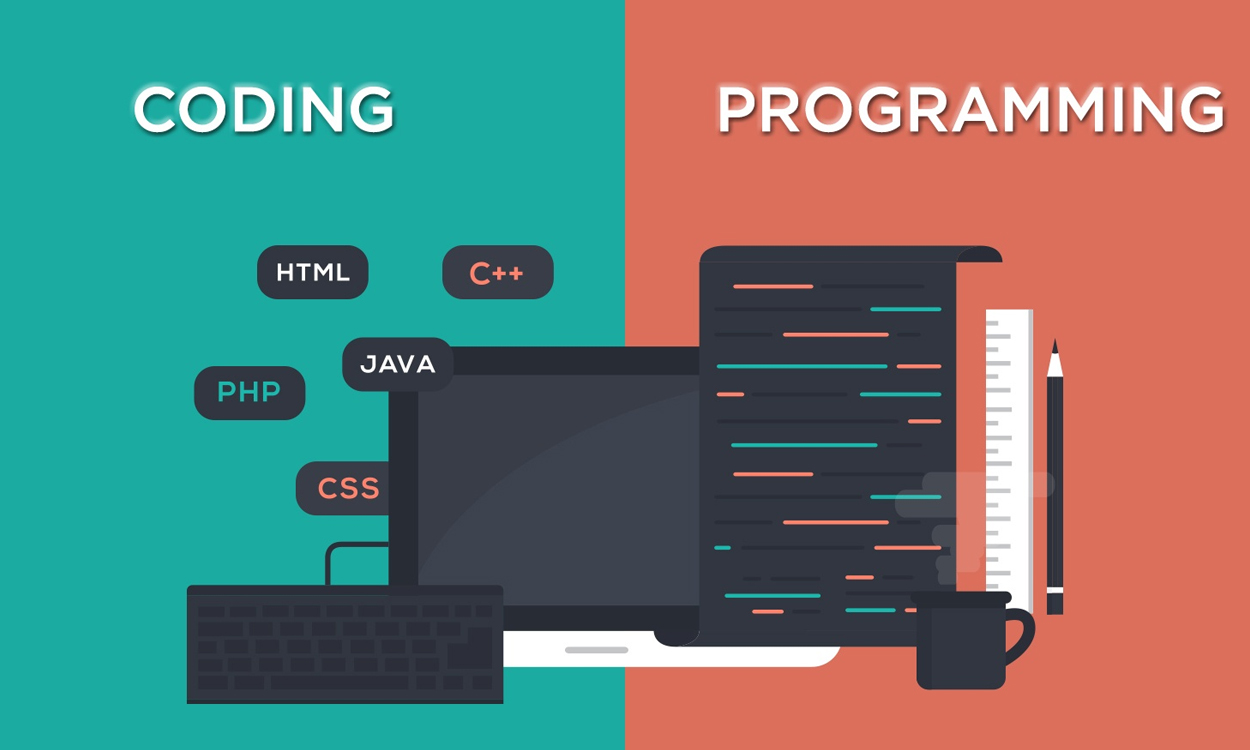 CODING
PROGRAMMING
HTML
C++
JAVA
PHP
CSS